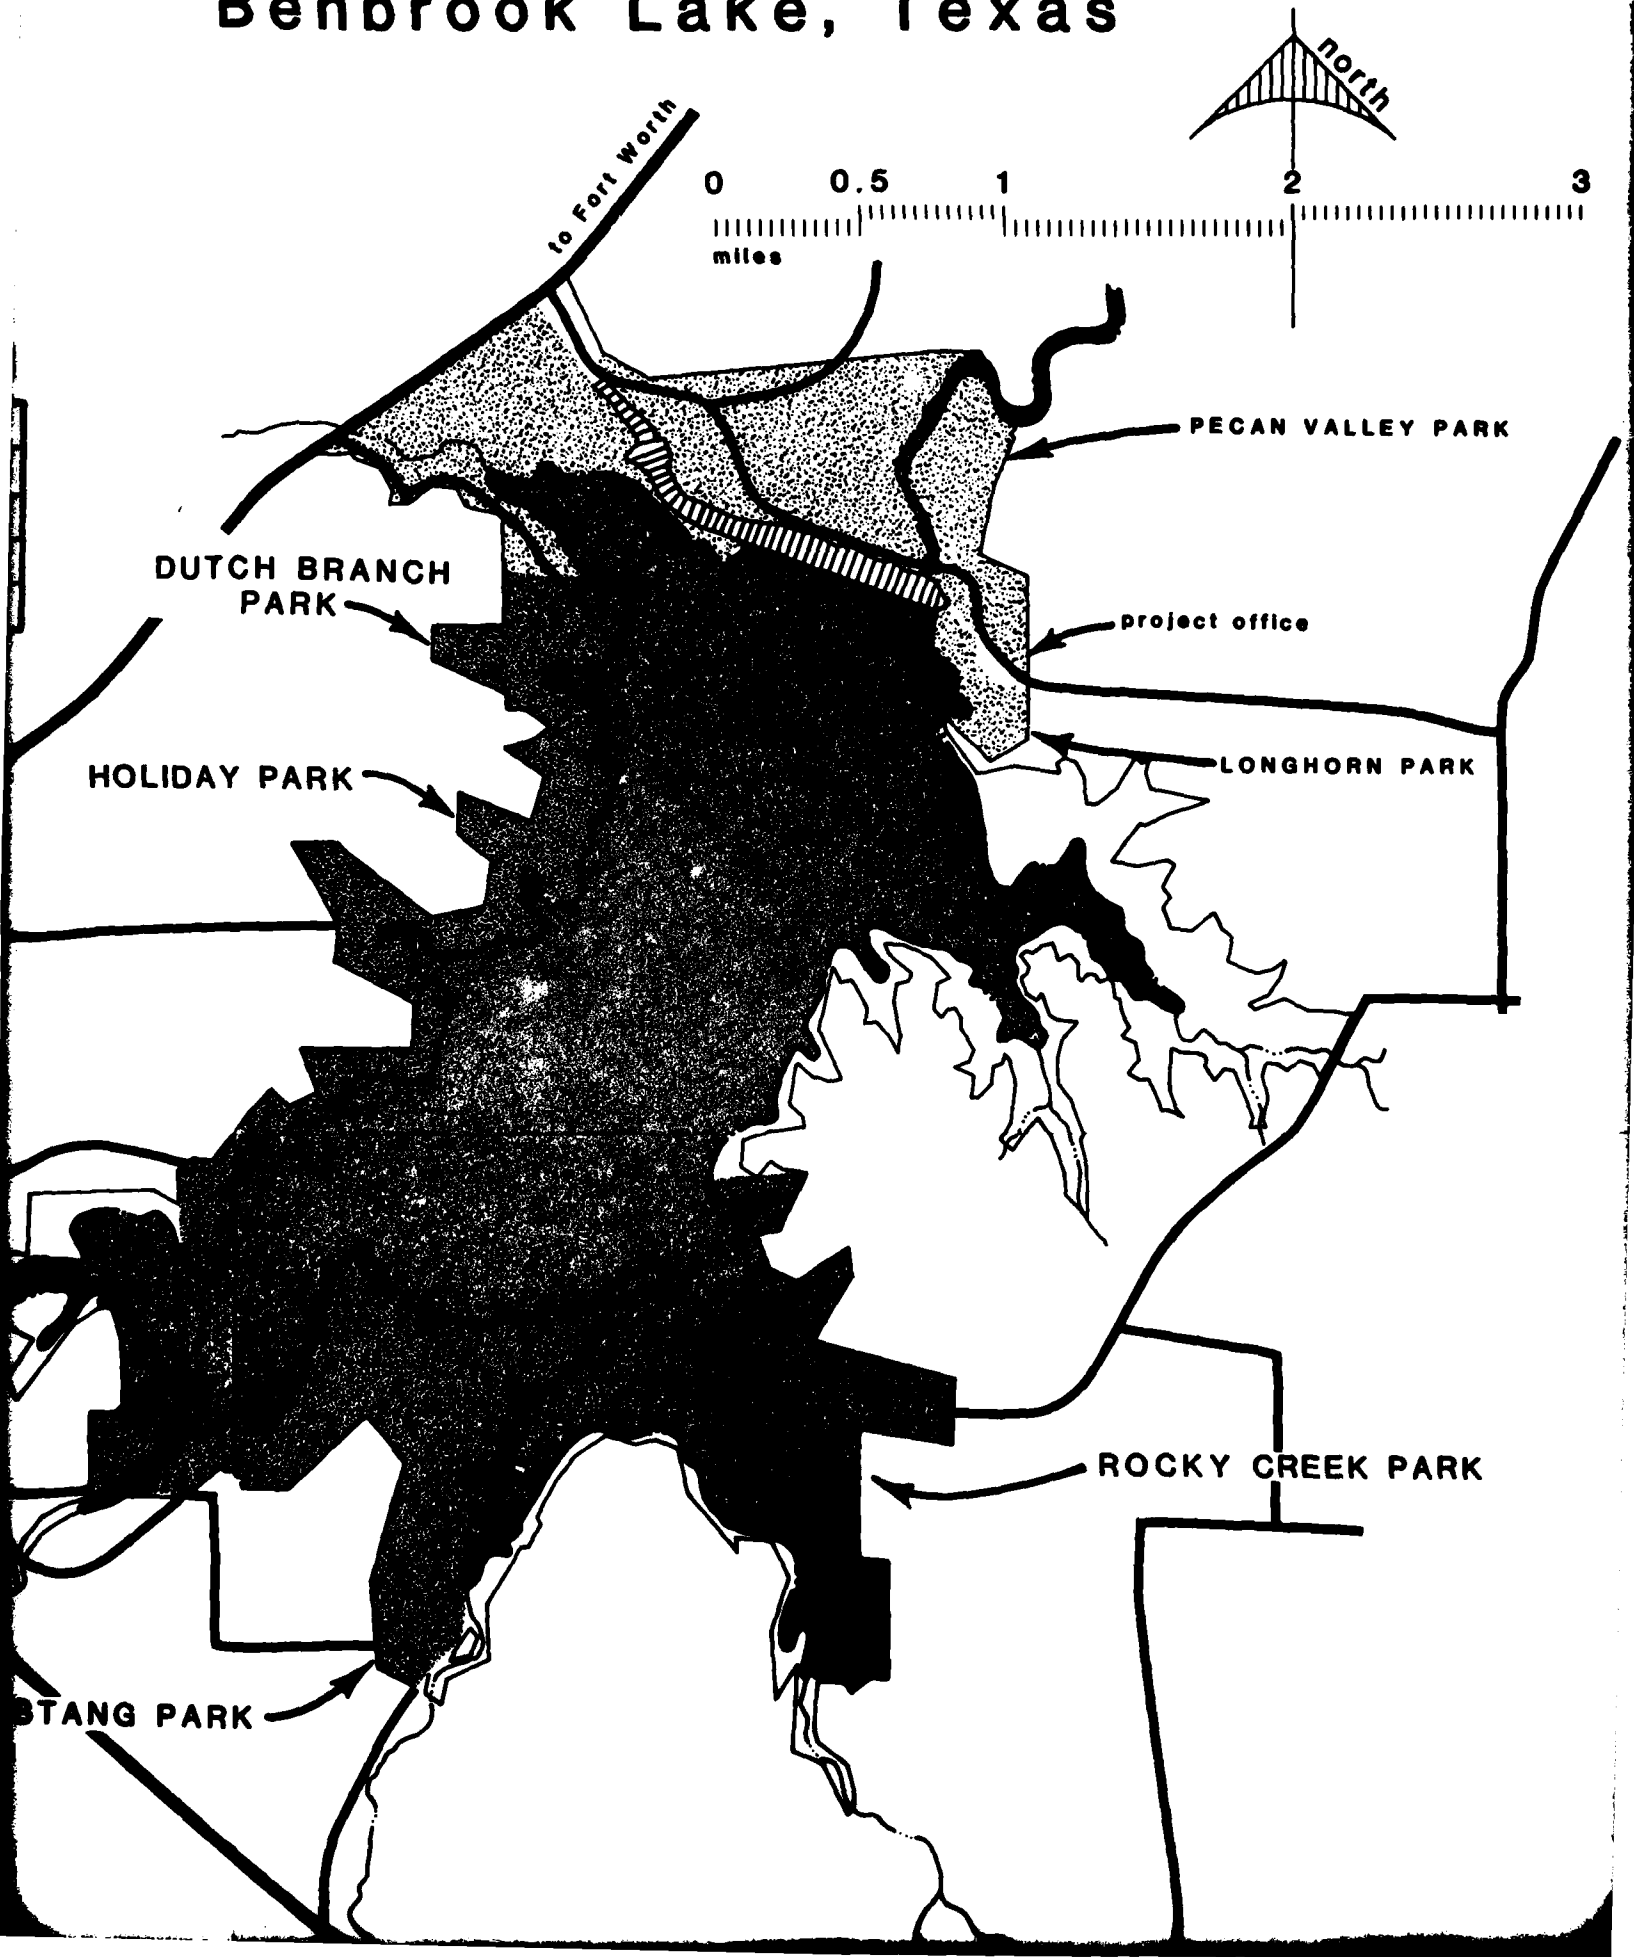 Benbrook Lake, Texas
north
to Fort Worth
0 0.5 1 2 3
miles
PECAN VALLEY PARK
DUTCH BRANCH
PARK
project office
HOLIDAY PARK
LONGHORN PARK
ROCKY CREEK PARK
STANG PARK